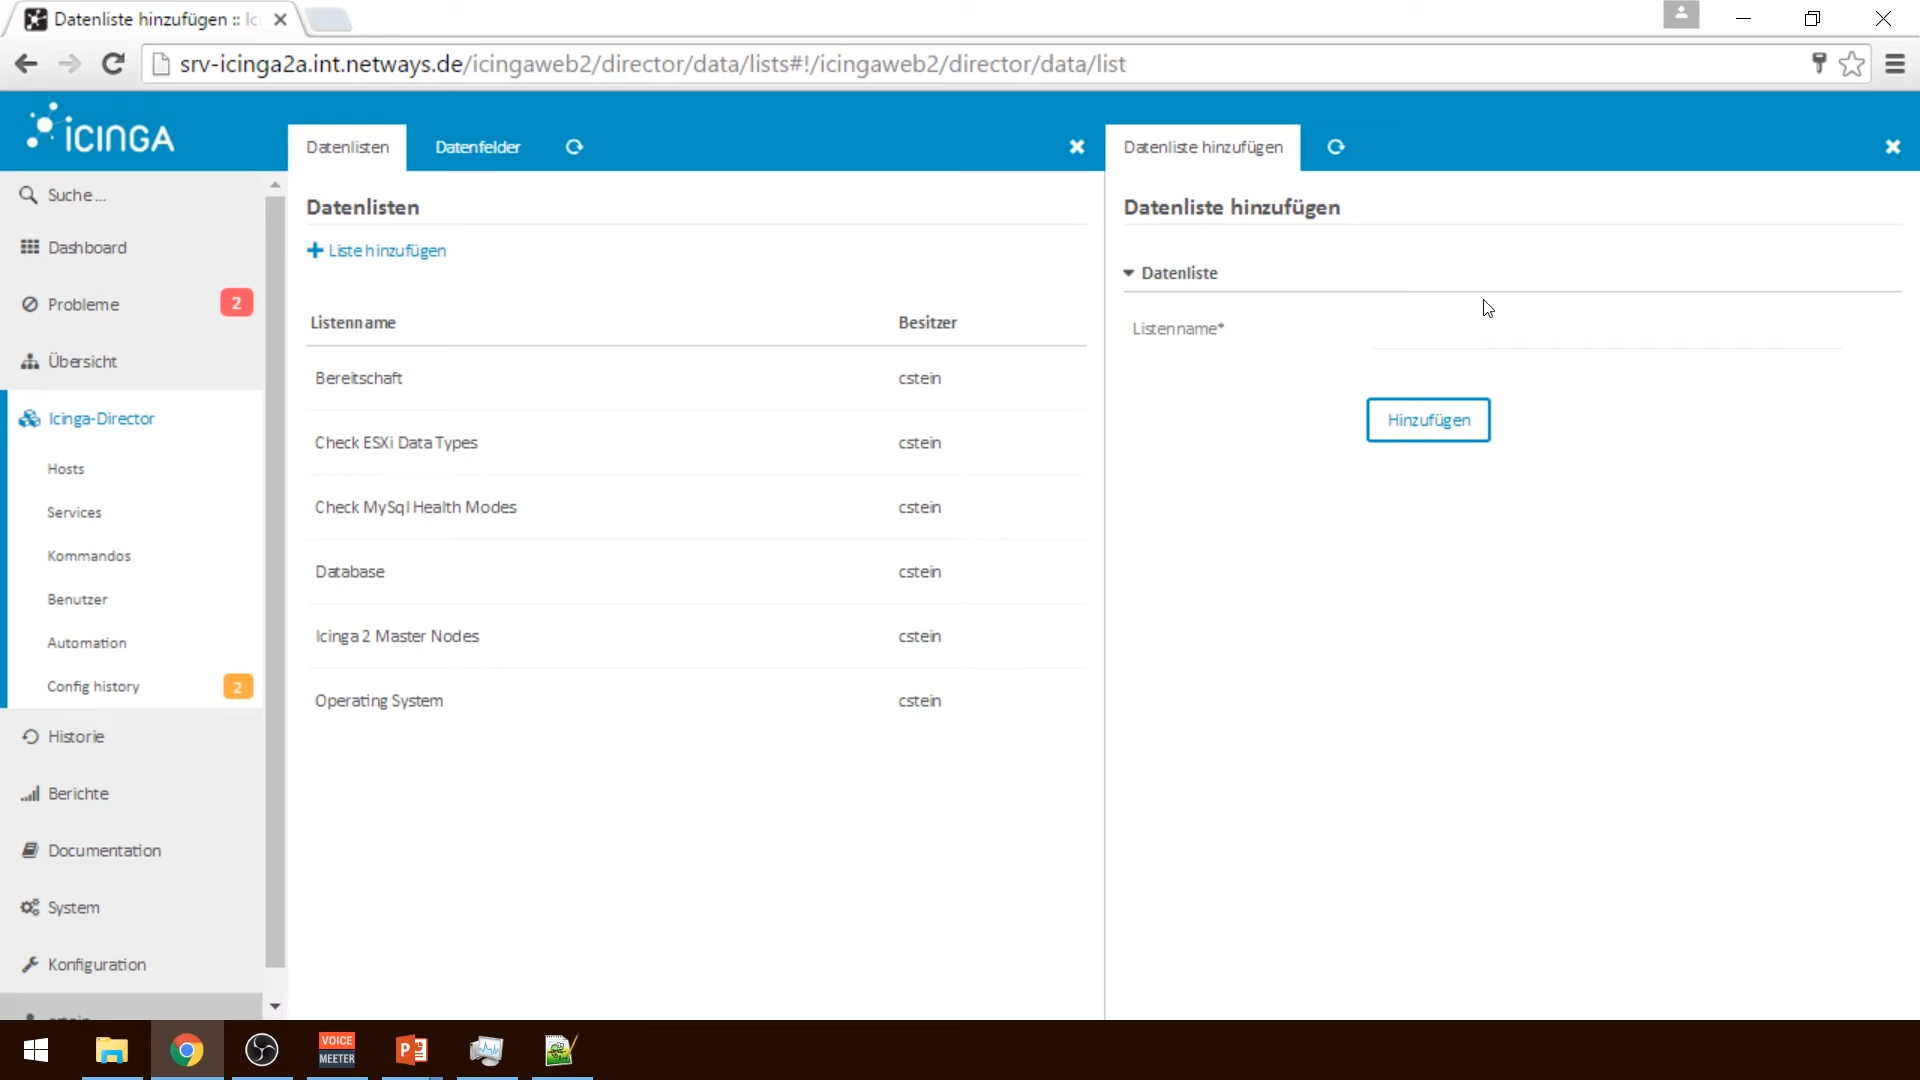 Datenliste hinzufügen :: Ic
srv-icinga2a.int.netways.de/icingaweb2/director/data/lists#!/icingaweb2/director/data/list
icinga
Datenlisten
Datenfelder
Datenliste hinzufügen
Suche ...
Dashboard
Probleme 2
Übersicht
Icinga-Director
Hosts
Services
Kommandos
Benutzer
Automation
Config history 2
Historie
Berichte
Documentation
System
Konfiguration
Datenlisten
Liste hinzufügen
Listenname Besitzer
Bereitschaft cstein
Check ESXi Data Types cstein
Check MySql Health Modes cstein
Database cstein
Icinga 2 Master Nodes cstein
Operating System cstein
Datenliste hinzufügen
Datenliste
Listenname*
Hinzufügen
VOICE
MEETER
P